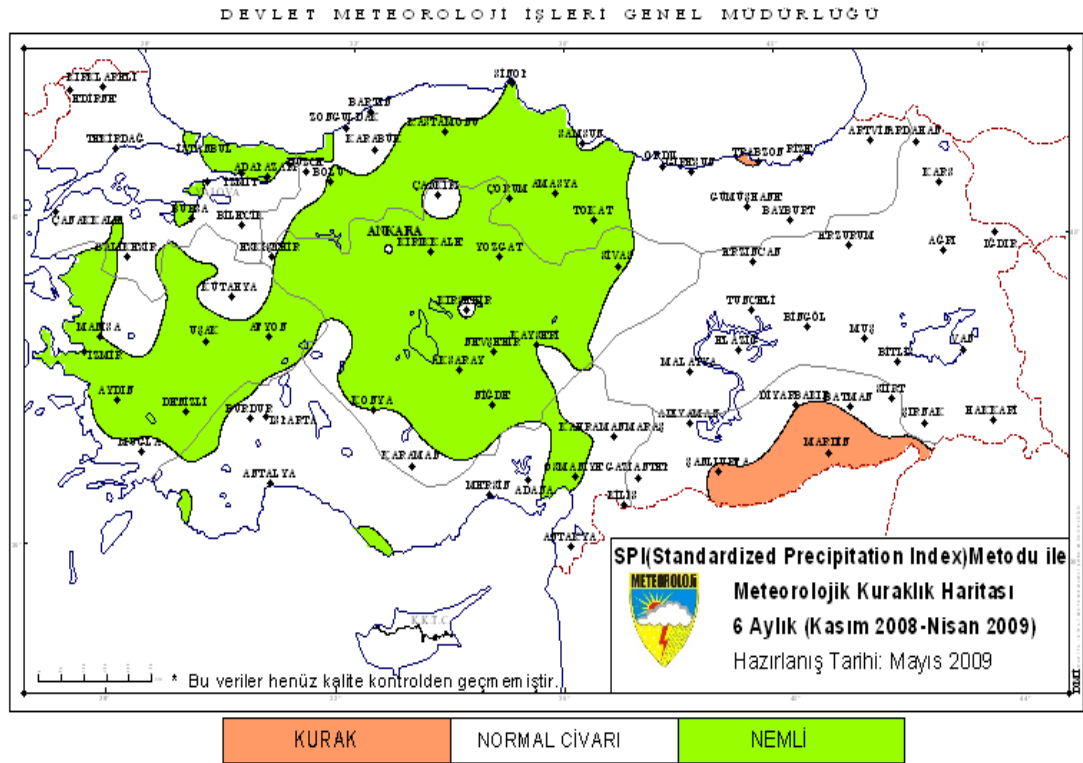 DEVLET METEOROLOJİ İŞLERİ GENEL MÜDÜRLÜĞÜ
SİNOP
KIRKLARELİ
EDİRNE
BARTIN
ZONGULDAK
KASTAMONU
KARABÜK
SAMSUN
TEKİRDAĞ
İSTANBUL
DÜZCE
BOLU
ADAPAZARI
İZMİT
YALOVA
ORDU
GİRESUN
TRABZON
RİZE
ARTVİN
ARDAHAN
KARS
ÇANKIRI
ÇORUM
AMASYA
TOKAT
GÜMÜŞHANE
BAYBURT
ÇANAKKALE
BURSA
BİLECİK
ANKARA
KIRIKKALE
YOZGAT
SİVAS
ERZİNCAN
ERZURUM
AĞRI
IĞDIR
BALIKESİR
ESKİŞEHİR
KÜTAHYA
KIRŞEHİR
TUNCELİ
BİNGÖL
MUŞ
MANİSA
UŞAK
AFYON
İZMİR
NEVŞEHİR
KAYSERİ
AKSARAY
ELAZIĞ
BİTLİS
VAN
MALATYA
AYDIN
DENİZLİ
BURDUR
ISPARTA
KONYA
NİĞDE
KAHRAMANMARAŞ
ADIYAMAN
DİYARBAKIR
BATMAN
SİİRT
ŞIRNAK
HAKKARİ
MUĞLA
ANTALYA
KARAMAN
MERSİN
ADANA
OSMANİYE
GAZİANTEP
KİLİS
ŞANLIURFA
MARDİN
ANTAKYA
K.K.T.C
SPI(Standardized Precipitation Index)Metodu ile
METEOROLOJİ
Meteorolojik Kuraklık Haritası
6 Aylık (Kasım 2008-Nisan 2009)
Hazırlanış Tarihi: Mayıs 2009
* Bu veriler henüz kalite kontrolden geçmemiştir.
KURAK
NORMAL CİVARI
NEMLİ